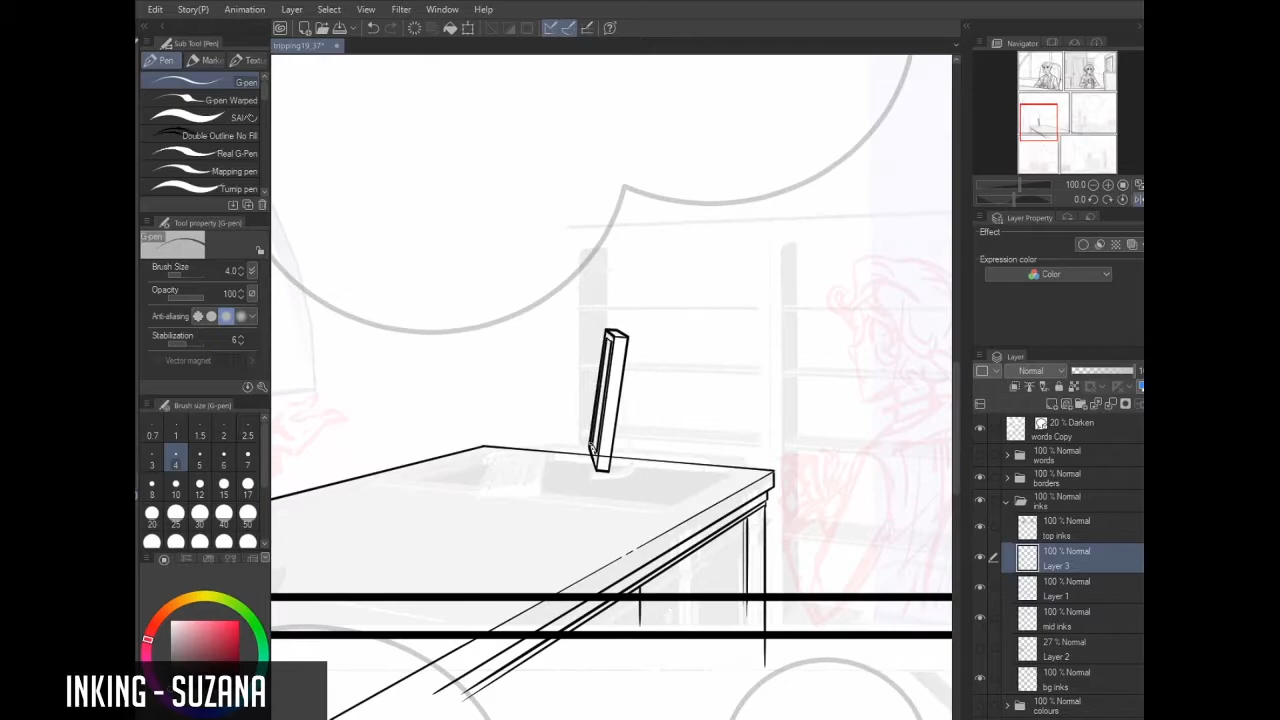 Edit Story(P) Animation Layer Select View Filter Window Help
Sub Tool [Pen]
tripping19_37*
Navigator
Pen Marke Textu
G-pen
G-pen Warped
SAI
Double Outline No Fill
Real G-Pen
Mapping pen
Turnip pen
100.0
0.0
Tool property [G-pen]
Layer Property
G-pen
Effect
Brush Size 4.0
Expression color
Opacity 100
Color
Anti-aliasing
Stabilization 6
Vector magnet
Layer
Normal
Brush size [G-pen]
0.7 1 1.5 2 2.5
3 4 5 6 7
8 10 12 15 17
20 25 30 40 50
20 % Darken
words Copy
100 % Normal
words
100 % Normal
borders
100 % Normal
inks
100 % Normal
top inks
100 % Normal
Layer 3
100 % Normal
Layer 1
100 % Normal
mid inks
27 % Normal
Layer 2
100 % Normal
bg inks
100 % Normal
colours
INKING - SUZANA